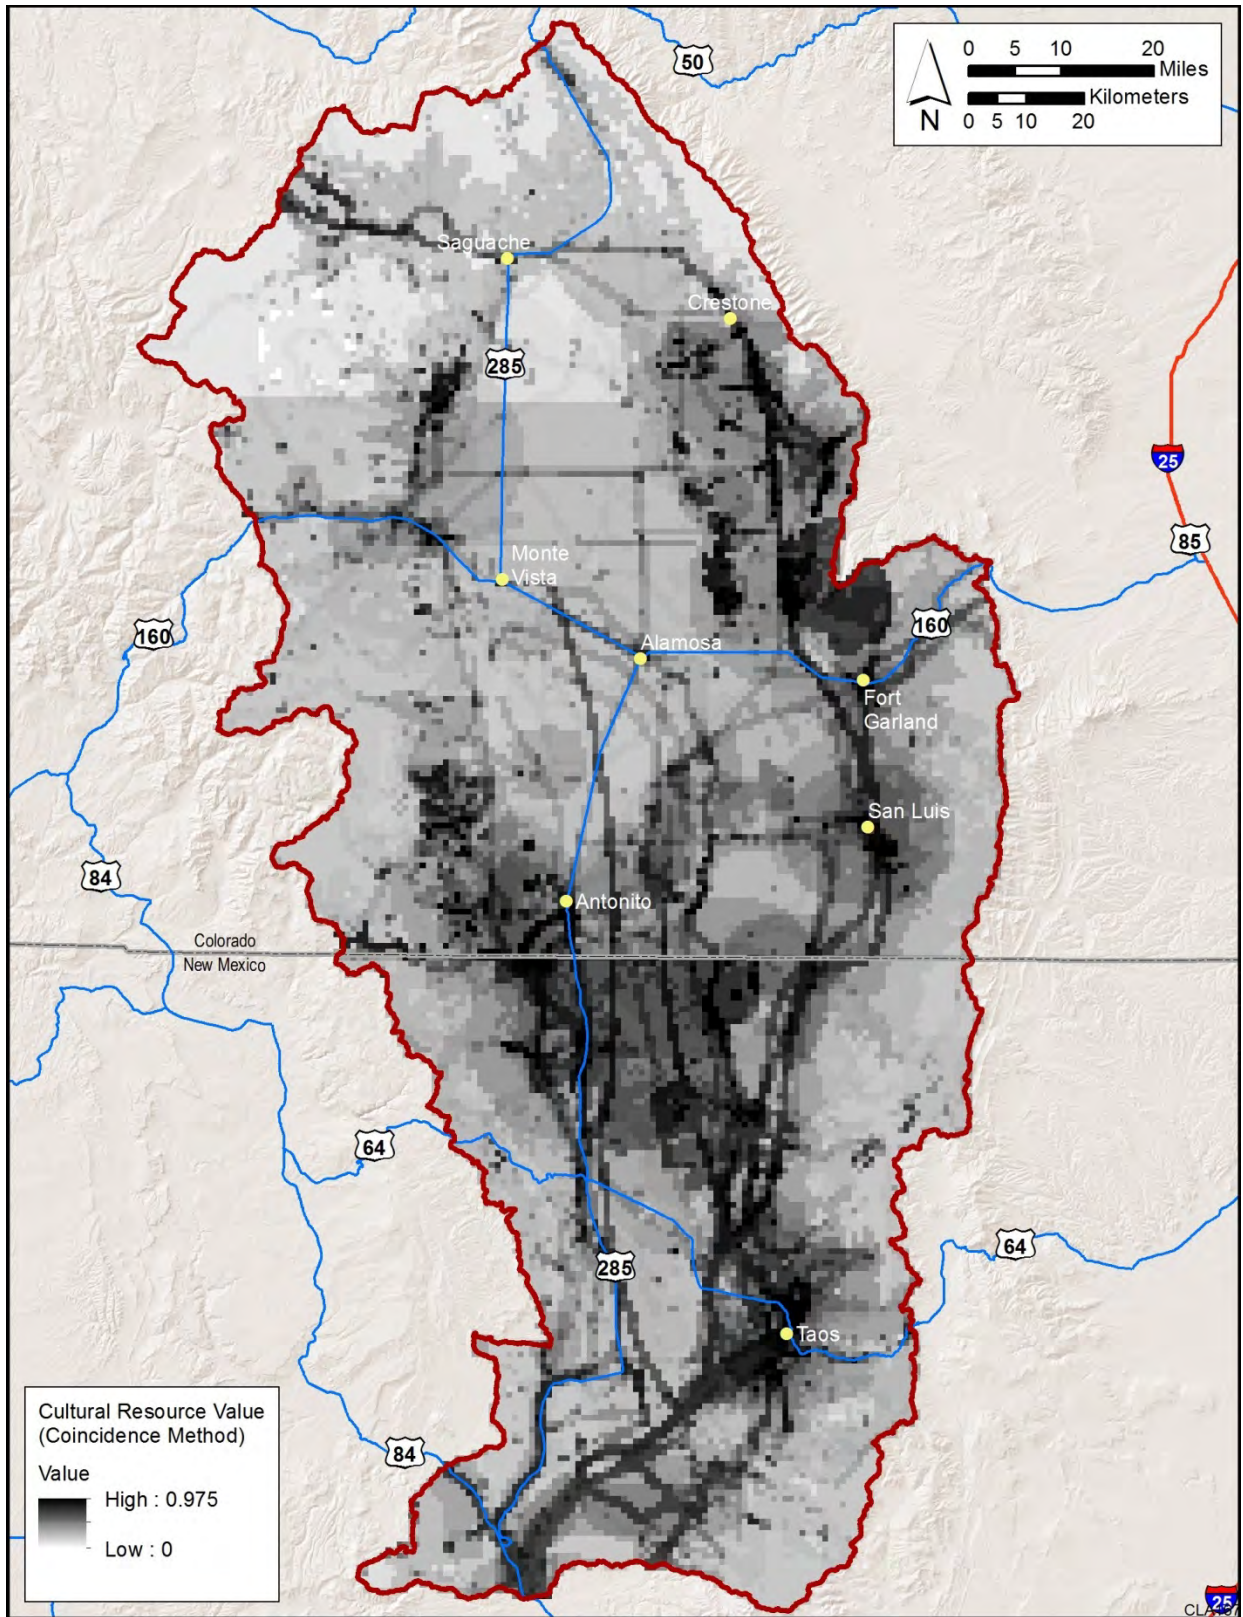 50
0 5 10 20
Miles
Kilometers
0 5 10 20
N
Saguache
Crestone
285
25
85
Monte
Vista
160
160
Alamosa
Fort
Garland
San Luis
84
Antonito
Colorado
New Mexico
64
64
285
Taos
Cultural Resource Value
(Coincidence Method)
Value
High : 0.975
Low : 0
84
25